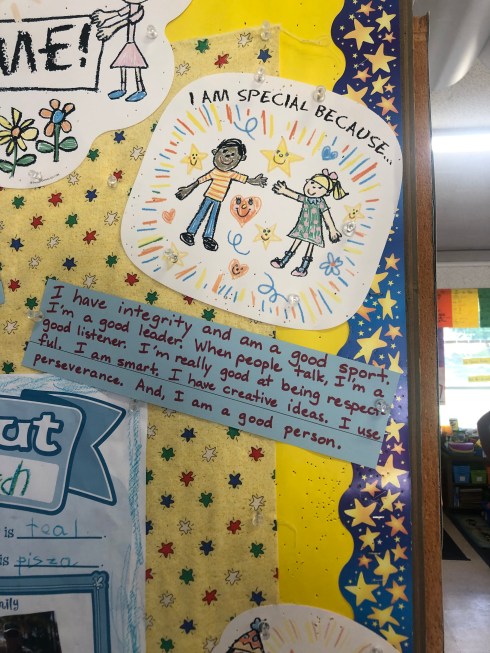 ME!
I AM SPECIAL BECAUSE...
I have integrity and am a good sport.
I'm a good leader. When people talk, I'm a
good listener. I'm really good at being respect-
ful. I am smart. I have creative ideas. I use
perseverance. And, I am a good person.
is teal
is pizza